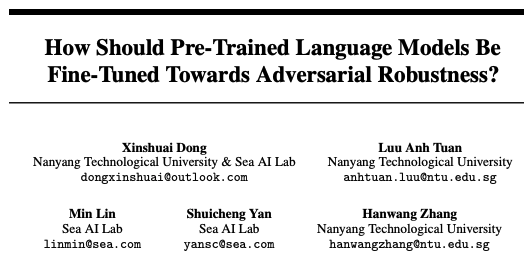 How Should Pre-Trained Language Models Be
Fine-Tuned Towards Adversarial Robustness?
Xinshuai Dong
Nanyang Technological University & Sea AI Lab
dongxinshuai@outlook.com
Luu Anh Tuan
Nanyang Technological University
anhtuan.luu@ntu.edu.sg
Min Lin
Sea AI Lab
linmin@sea.com
Shuicheng Yan
Sea AI Lab
yansc@sea.com
Hanwang Zhang
Nanyang Technological University
hanwangzhang@ntu.edu.sg